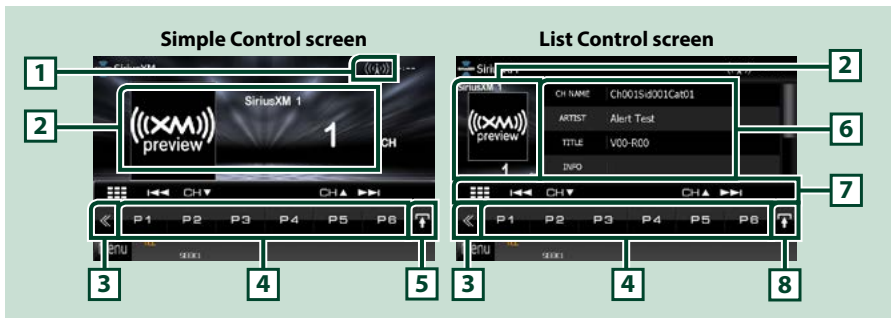 Simple Control screen
List Control screen
1
SiriusXM
2
SiriusXM 1
((XM))
preview
1
CH
CH▼
CH▲
P1 P2 P3 P4 P5 P6
Menu
3
4
5
2
SiriusXM 1
((XM))
preview
1
CH NAME Ch001Sid001Cat01
ARTIST Alert Test
TITLE V00-R00
INFO
6
CH▼
CH▲
7
P1 P2 P3 P4 P5 P6
3
4
8